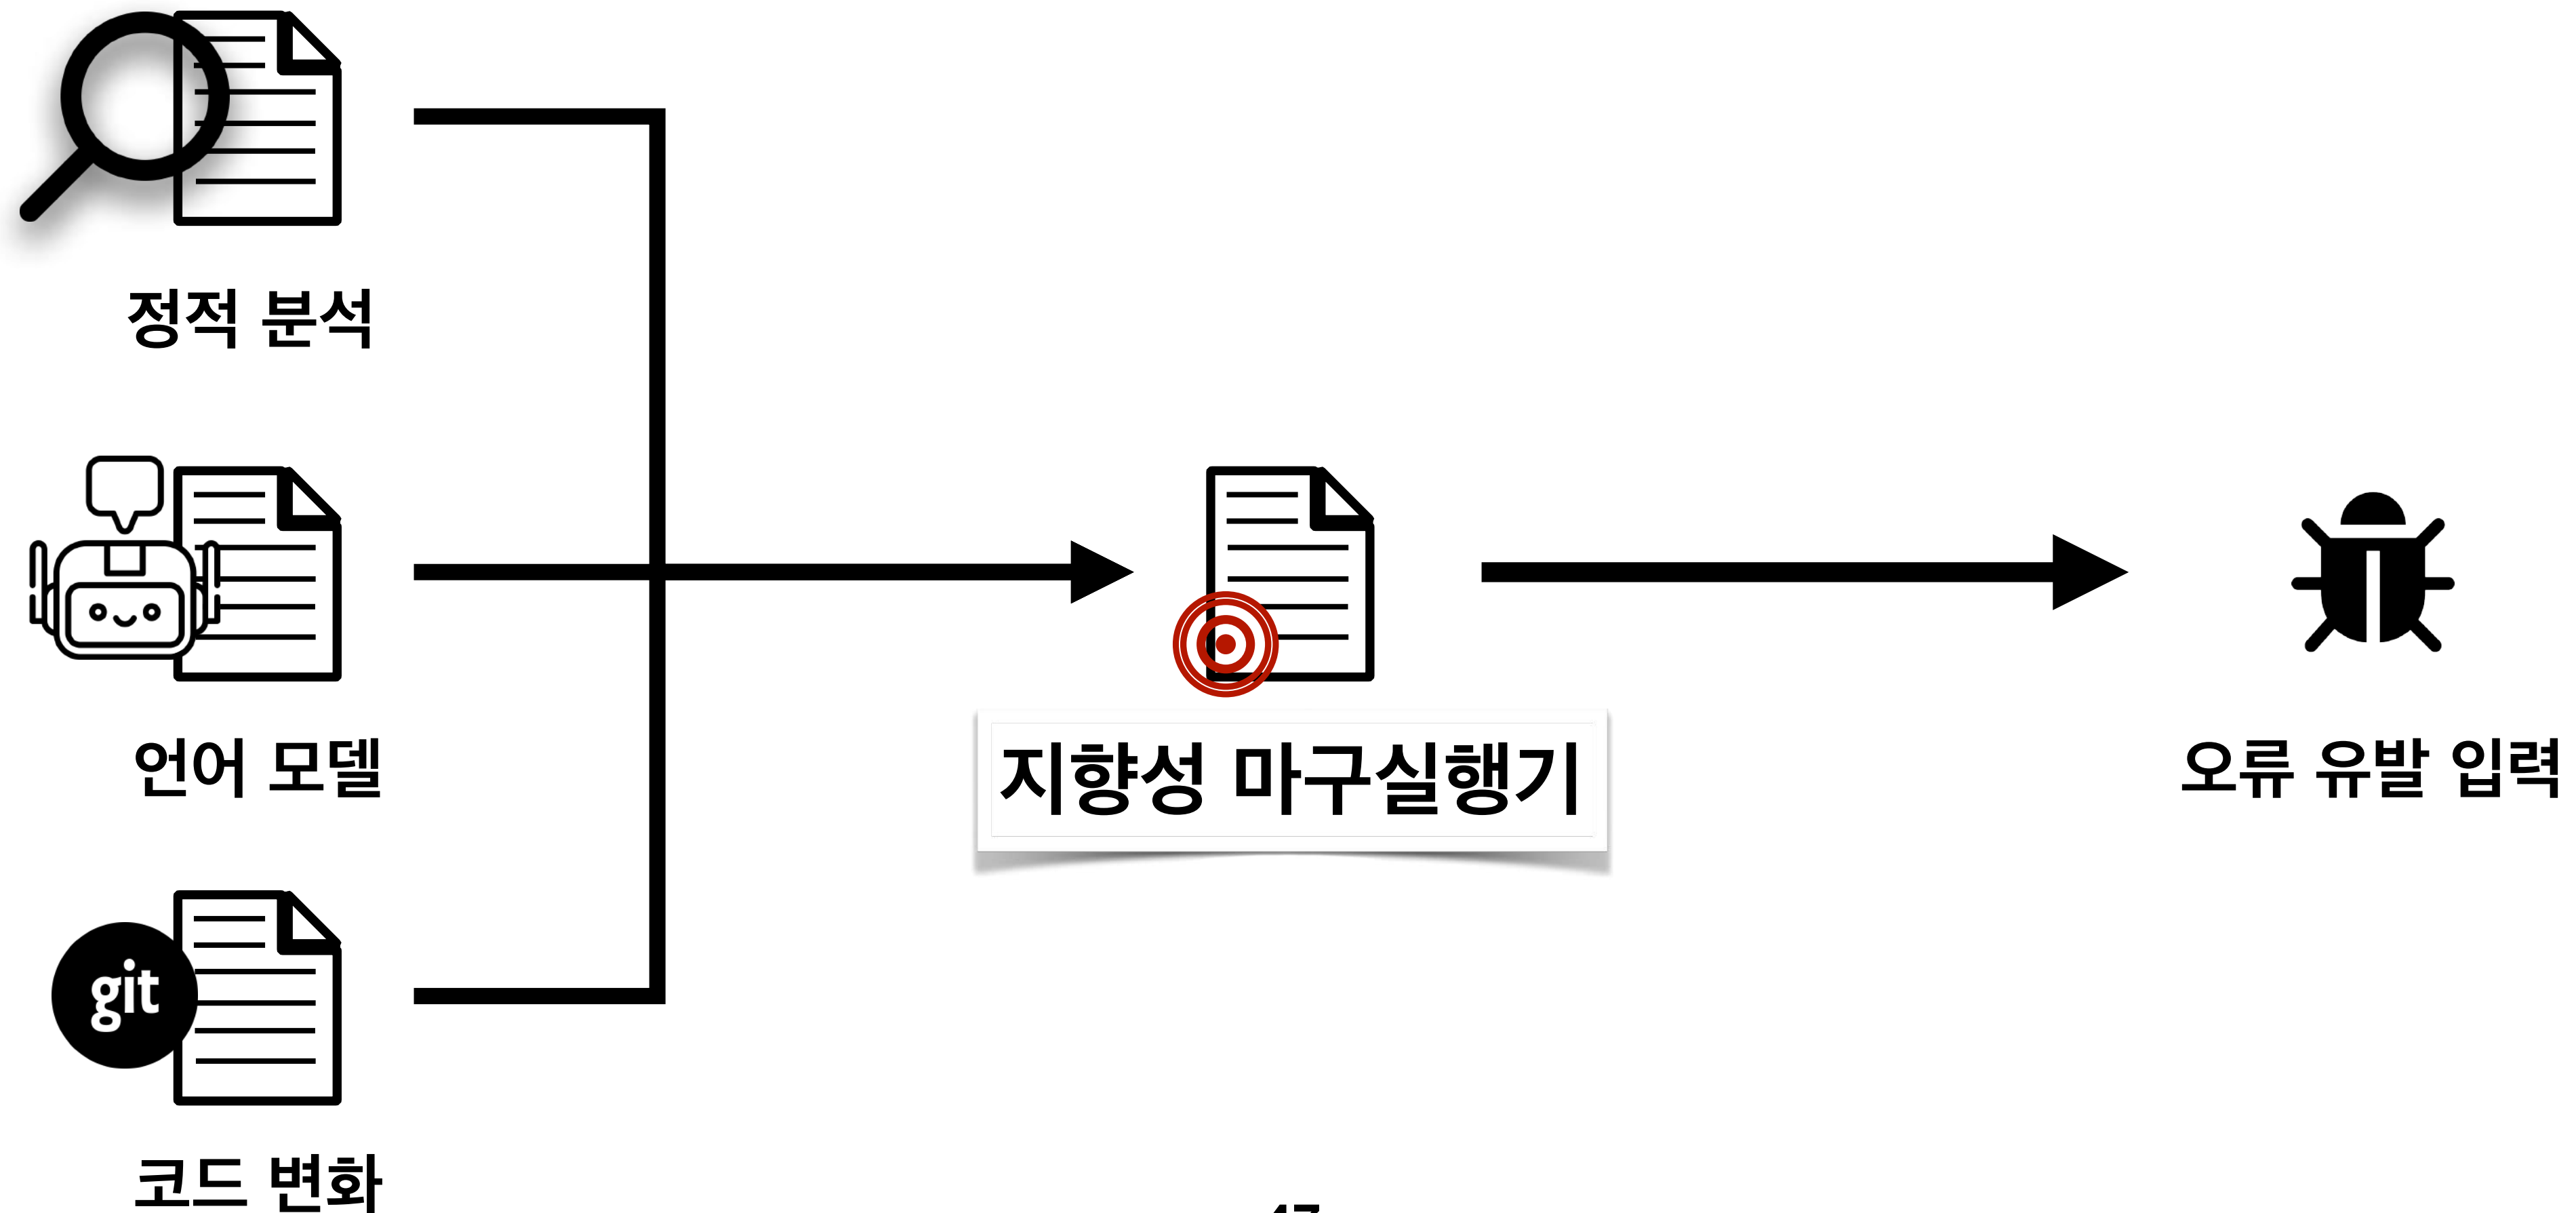 정적 분석
언어 모델
지향성 마구실행기
오류 유발 입력
git
코드 변화